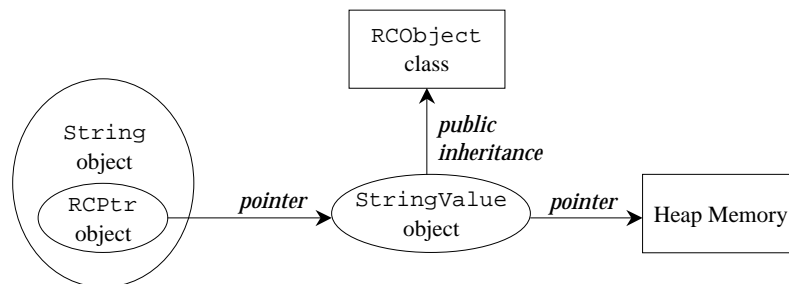 RCObject
class
String
object
public
inheritance
RCPtr
object
pointer
StringValue
object
pointer
Heap Memory